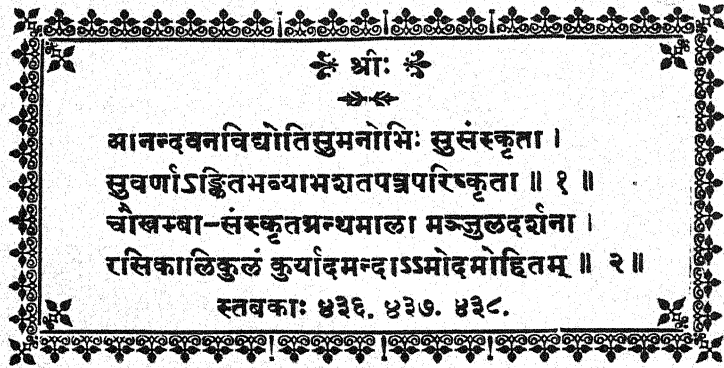 श्रीः
आनन्दवनविद्योतिसुमनोभिः सुसंस्कृता ।
सुवर्णाऽङ्कितभव्याभशतपत्रपरिष्कृता ॥ १ ॥
चौखम्बा-संस्कृतग्रन्थमाला मञ्जुलदर्शना ।
रसिकालिकुलं कुर्यादमन्दाऽऽमोदमोहितम् ॥ २ ॥
स्तबकाः ४३६. ४३७. ४३८.